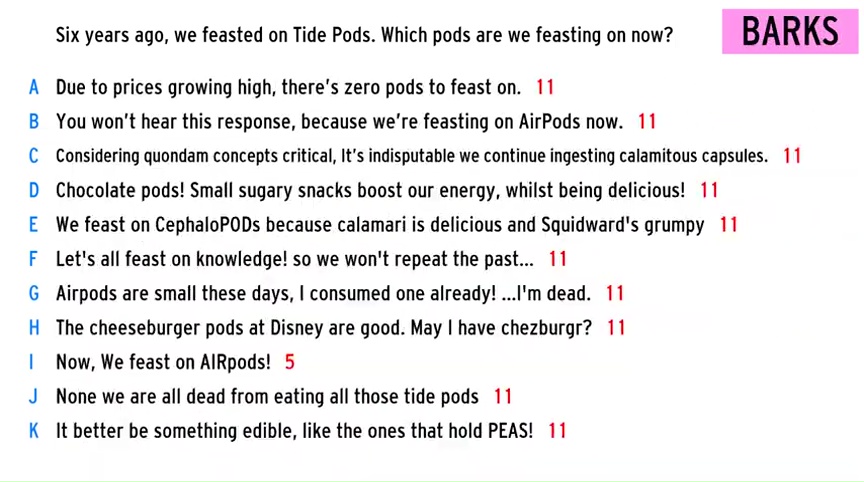 Six years ago, we feasted on Tide Pods. Which pods are we feasting on now?
BARKS
A Due to prices growing high, there's zero pods to feast on. 11
B You won't hear this response, because we're feasting on AirPods now. 11
C Considering quondam concepts critical, It's indisputable we continue ingesting calamitous capsules. 11
D Chocolate pods! Small sugary snacks boost our energy, whilst being delicious! 11
E We feast on CephaloPODs because calamari is delicious and Squidward's grumpy 11
F Let's all feast on knowledge! so we won't repeat the past... 11
G Airpods are small these days, I consumed one already! ...I'm dead. 11
H The cheeseburger pods at Disney are good. May I have chezburgr? 11
I Now, We feast on AIRpods! 5
J None we are all dead from eating all those tide pods 11
K It better be something edible, like the ones that hold PEAS! 11